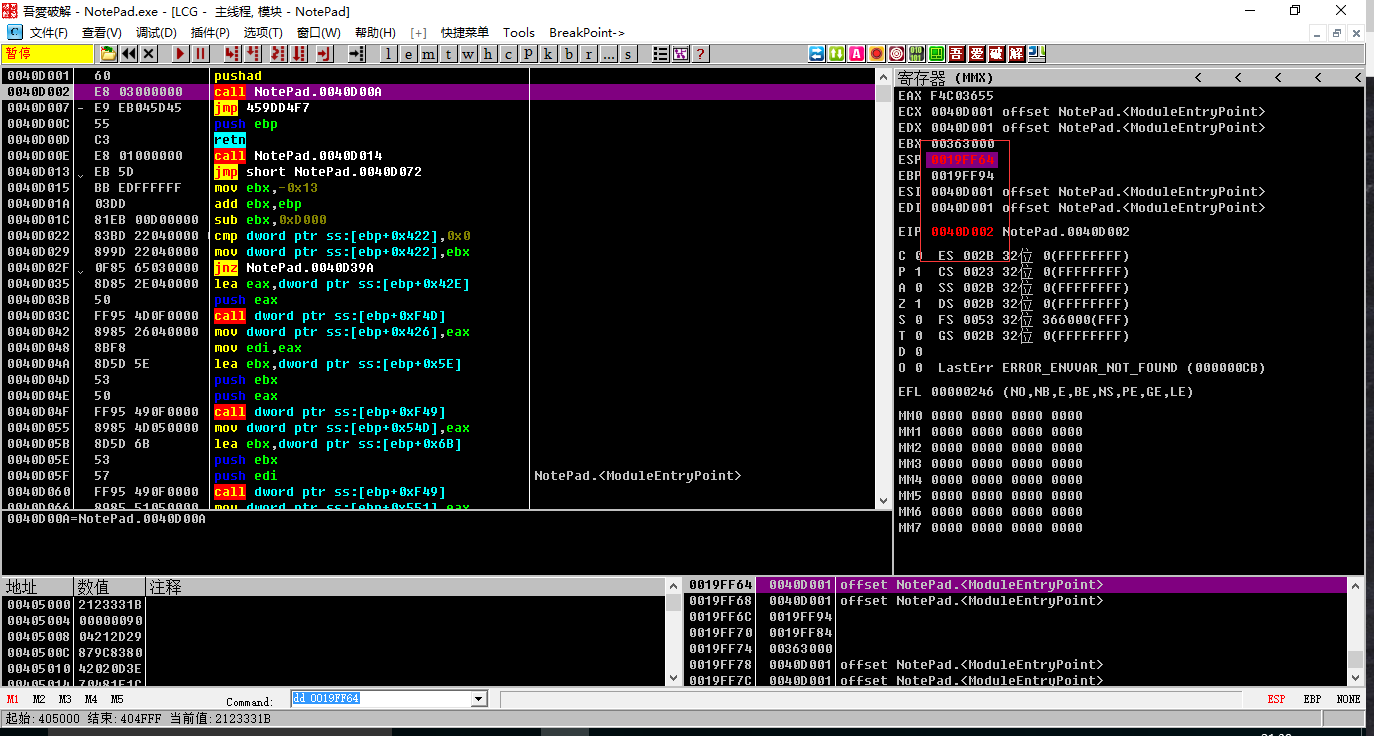 吾爱破解 - NotePad.exe - [LCG - 主线程, 模块 - NotePad]
文件(F) 查看(V) 调试(D) 插件(P) 选项(T) 窗口(W) 帮助(H) [+] 快捷菜单 Tools BreakPoint->
暂停 l e m t w h c p k b r ... s ? A 吾 爱 破 解
0040D001 60 pushad
0040D002 E8 03000000 call NotePad.0040D00A
0040D007 - E9 EB045D45 jmp 459DD4F7
0040D00C 55 push ebp
0040D00D C3 retn
0040D00E E8 01000000 call NotePad.0040D014
0040D013 EB 5D jmp short NotePad.0040D072
0040D015 BB EDFFFFFF mov ebx,-0x13
0040D01A 03DD add ebx,ebp
0040D01C 81EB 00D00000 sub ebx,0xD000
0040D022 83BD 22040000 cmp dword ptr ss:[ebp+0x422],0x0
0040D029 899D 22040000 mov dword ptr ss:[ebp+0x422],ebx
0040D02F 0F85 65030000 jnz NotePad.0040D39A
0040D035 8D85 2E040000 lea eax,dword ptr ss:[ebp+0x42E]
0040D03B 50 push eax
0040D03C FF95 4D0F0000 call dword ptr ss:[ebp+0xF4D]
0040D042 8985 26040000 mov dword ptr ss:[ebp+0x426],eax
0040D048 8BF8 mov edi,eax
0040D04A 8D5D 5E lea ebx,dword ptr ss:[ebp+0x5E]
0040D04D 53 push ebx
0040D04E 50 push eax
0040D04F FF95 490F0000 call dword ptr ss:[ebp+0xF49]
0040D055 8985 4D050000 mov dword ptr ss:[ebp+0x54D],eax
0040D05B 8D5D 6B lea ebx,dword ptr ss:[ebp+0x6B]
0040D05E 53 push ebx
0040D05F 57 push edi NotePad.<ModuleEntryPoint>
0040D060 FF95 490F0000 call dword ptr ss:[ebp+0xF49]
0040D066 8985 51050000 mov dword ptr ss:[ebp+0x551],eax
0040D00A=NotePad.0040D00A
寄存器 (MMX) < < < < <
EAX F4C03655
ECX 0040D001 offset NotePad.<ModuleEntryPoint>
EDX 0040D001 offset NotePad.<ModuleEntryPoint>
EBX 00363000
ESP 0019FF64
EBP 0019FF94
ESI 0040D001 offset NotePad.<ModuleEntryPoint>
EDI 0040D001 offset NotePad.<ModuleEntryPoint>
EIP 0040D002 NotePad.0040D002
C 0 ES 002B 32位 0(FFFFFFFF)
P 1 CS 0023 32位 0(FFFFFFFF)
A 0 SS 002B 32位 0(FFFFFFFF)
Z 1 DS 002B 32位 0(FFFFFFFF)
S 0 FS 0053 32位 366000(FFF)
T 0 GS 002B 32位 0(FFFFFFFF)
D 0
O 0 LastErr ERROR_ENVVAR_NOT_FOUND (000000CB)
EFL 00000246 (NO,NB,E,BE,NS,PE,GE,LE)
MM0 0000 0000 0000 0000
MM1 0000 0000 0000 0000
MM2 0000 0000 0000 0000
MM3 0000 0000 0000 0000
MM4 0000 0000 0000 0000
MM5 0000 0000 0000 0000
MM6 0000 0000 0000 0000
MM7 0000 0000 0000 0000
地址 数值 注释
00405000 2123331B
00405004 00000090
00405008 04212D29
0040500C 879C8380
00405010 42020D3E
00405014 70481E1C
0019FF64 0040D001 offset NotePad.<ModuleEntryPoint>
0019FF68 0040D001 offset NotePad.<ModuleEntryPoint>
0019FF6C 0019FF94
0019FF70 0019FF84
0019FF74 00363000
0019FF78 0040D001 offset NotePad.<ModuleEntryPoint>
0019FF7C 0040D001 offset NotePad.<ModuleEntryPoint>
M1 M2 M3 M4 M5 Command: dd 0019FF64 ESP EBP NONE
起始:405000 结束:404FFF 当前值:2123331B